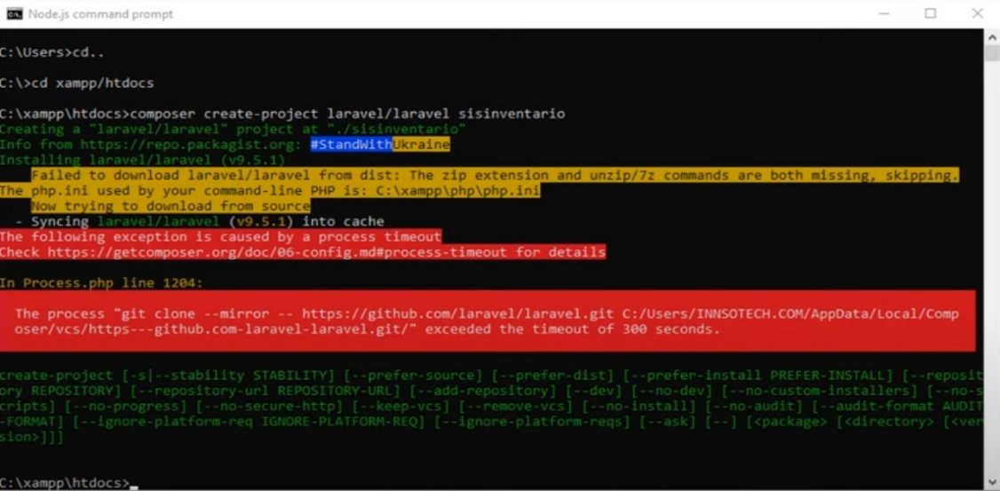 Node.js command prompt
C:\Users>cd..
C:\>cd xampp/htdocs
C:\xampp\htdocs>composer create-project laravel/laravel sisinventario
Creating a "laravel/laravel" project at "./sisinventario"
Info from https://repo.packagist.org: #StandWithUkraine
Installing laravel/laravel (v9.5.1)
Failed to download laravel/laravel from dist: The zip extension and unzip/7z commands are both missing, skipping.
The php.ini used by your command-line PHP is: C:\xampp\php\php.ini
Now trying to download from source
- Syncing laravel/laravel (v9.5.1) into cache
The following exception is caused by a process timeout
Check https://getcomposer.org/doc/06-config.md#process-timeout for details
In Process.php line 1204:
The process "git clone --mirror -- https://github.com/laravel/laravel.git C:/Users/INNSOTECH.COM/AppData/Local/Comp
oser/vcs/https---github.com-laravel-laravel.git/" exceeded the timeout of 300 seconds.
create-project [-s|--stability STABILITY] [--prefer-source] [--prefer-dist] [--prefer-install PREFER-INSTALL] [--reposit
ory REPOSITORY] [--repository-url REPOSITORY-URL] [--add-repository] [--dev] [--no-dev] [--no-custom-installers] [--no-s
cripts] [--no-progress] [--no-secure-http] [--keep-vcs] [--remove-vcs] [--no-install] [--no-audit] [--audit-format AUDIT
-FORMAT] [--ignore-platform-req IGNORE-PLATFORM-REQ] [--ignore-platform-reqs] [--ask] [--] [<package> [<directory> [<ver
sion>]]]
C:\xampp\htdocs>_